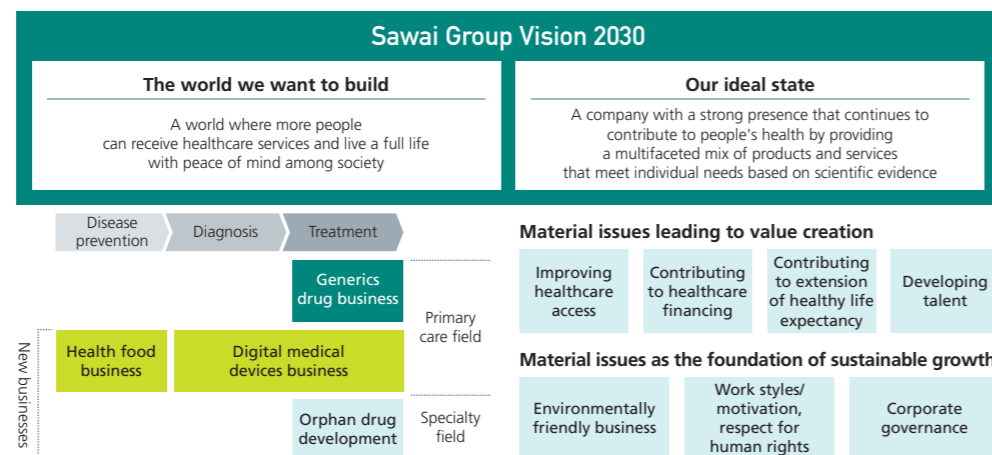 Sawai Group Vision 2030
The world we want to build
A world where more people
can receive healthcare services and live a full life
with peace of mind among society
Our ideal state
A company with a strong presence that continues to
contribute to people's health by providing
a multifaceted mix of products and services
that meet individual needs based on scientific evidence
Disease
prevention
Diagnosis
Treatment
Generics
drug business
Primary
care field
New businesses
Health food
business
Digital medical
devices business
Orphan drug
development
Specialty
field
Material issues leading to value creation
Improving
healthcare
access
Contributing
to healthcare
financing
Contributing
to extension
of healthy life
expectancy
Developing
talent
Material issues as the foundation of sustainable growth
Environmentally
friendly business
Work styles/
motivation,
respect for
human rights
Corporate
governance